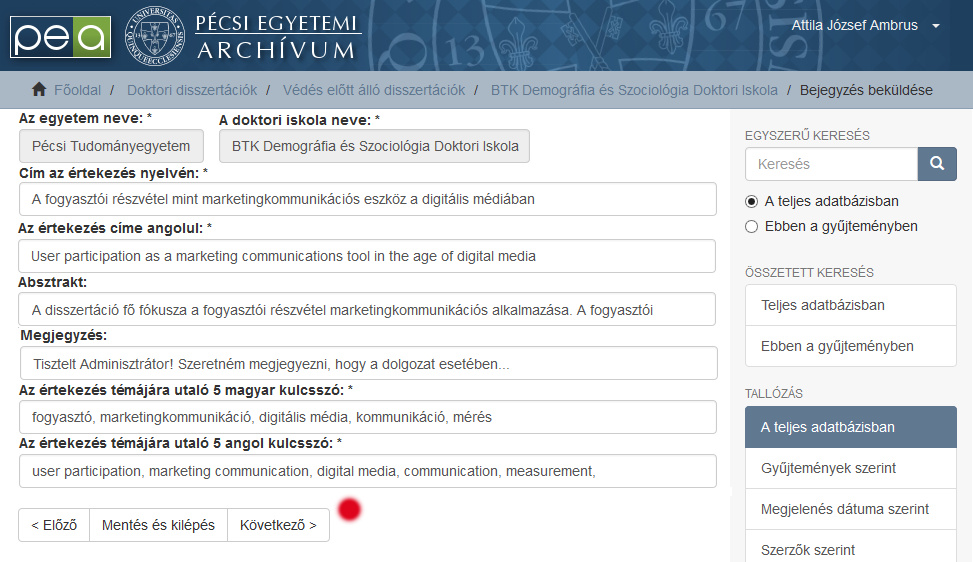 pea
UNIVERSITAS QUINQUEECCLESIENSIS
PÉCSI EGYETEMI
ARCHÍVUM
Attila József Ambrus
Főoldal / Doktori disszertációk / Védés előtt álló disszertációk / BTK Demográfia és Szociológia Doktori Iskola / Bejegyzés beküldése
Az egyetem neve: * A doktori iskola neve: *
Pécsi Tudományegyetem BTK Demográfia és Szociológia Doktori Iskola
Cím az értekezés nyelvén: *
A fogyasztói részvétel mint marketingkommunikációs eszköz a digitális médiában
Az értekezés címe angolul: *
User participation as a marketing communications tool in the age of digital media
Absztrakt:
A disszertáció fő fókusza a fogyasztói részvétel marketingkommunikációs alkalmazása. A fogyasztói
Megjegyzés:
Tisztelt Adminisztrátor! Szeretném megjegyezni, hogy a dolgozat esetében...
Az értekezés témájára utaló 5 magyar kulcsszó: *
fogyasztó, marketingkommunikáció, digitális média, kommunikáció, mérés
Az értekezés témájára utaló 5 angol kulcsszó: *
user participation, marketing communication, digital media, communication, measurement,
< Előző Mentés és kilépés Következő >
EGYSZERŰ KERESÉS
Keresés
A teljes adatbázisban
Ebben a gyűjteményben
ÖSSZETETT KERESÉS
Teljes adatbázisban
Ebben a gyűjteményben
TALLÓZÁS
A teljes adatbázisban
Gyűjtemények szerint
Megjelenés dátuma szerint
Szerzők szerint